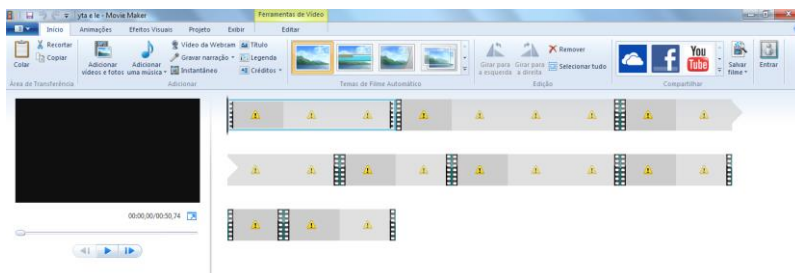 yta e le - Movie Maker
Ferramentas de Vídeo
Início Animações Efeitos Visuais Projeto Exibir Editar
Colar
Recortar
Copiar
Área de Transferência
Adicionar vídeos e fotos
Adicionar uma música
Vídeo da Webcam
Gravar narração
Instantâneo
Título
Legenda
Créditos
Adicionar
Temas de Filme Automático
Girar para a esquerda
Girar para a direita
Remover
Selecionar tudo
Edição
f
You Tube
Compartilhar
Salvar filme
Entrar
00:00,00/00:50,74